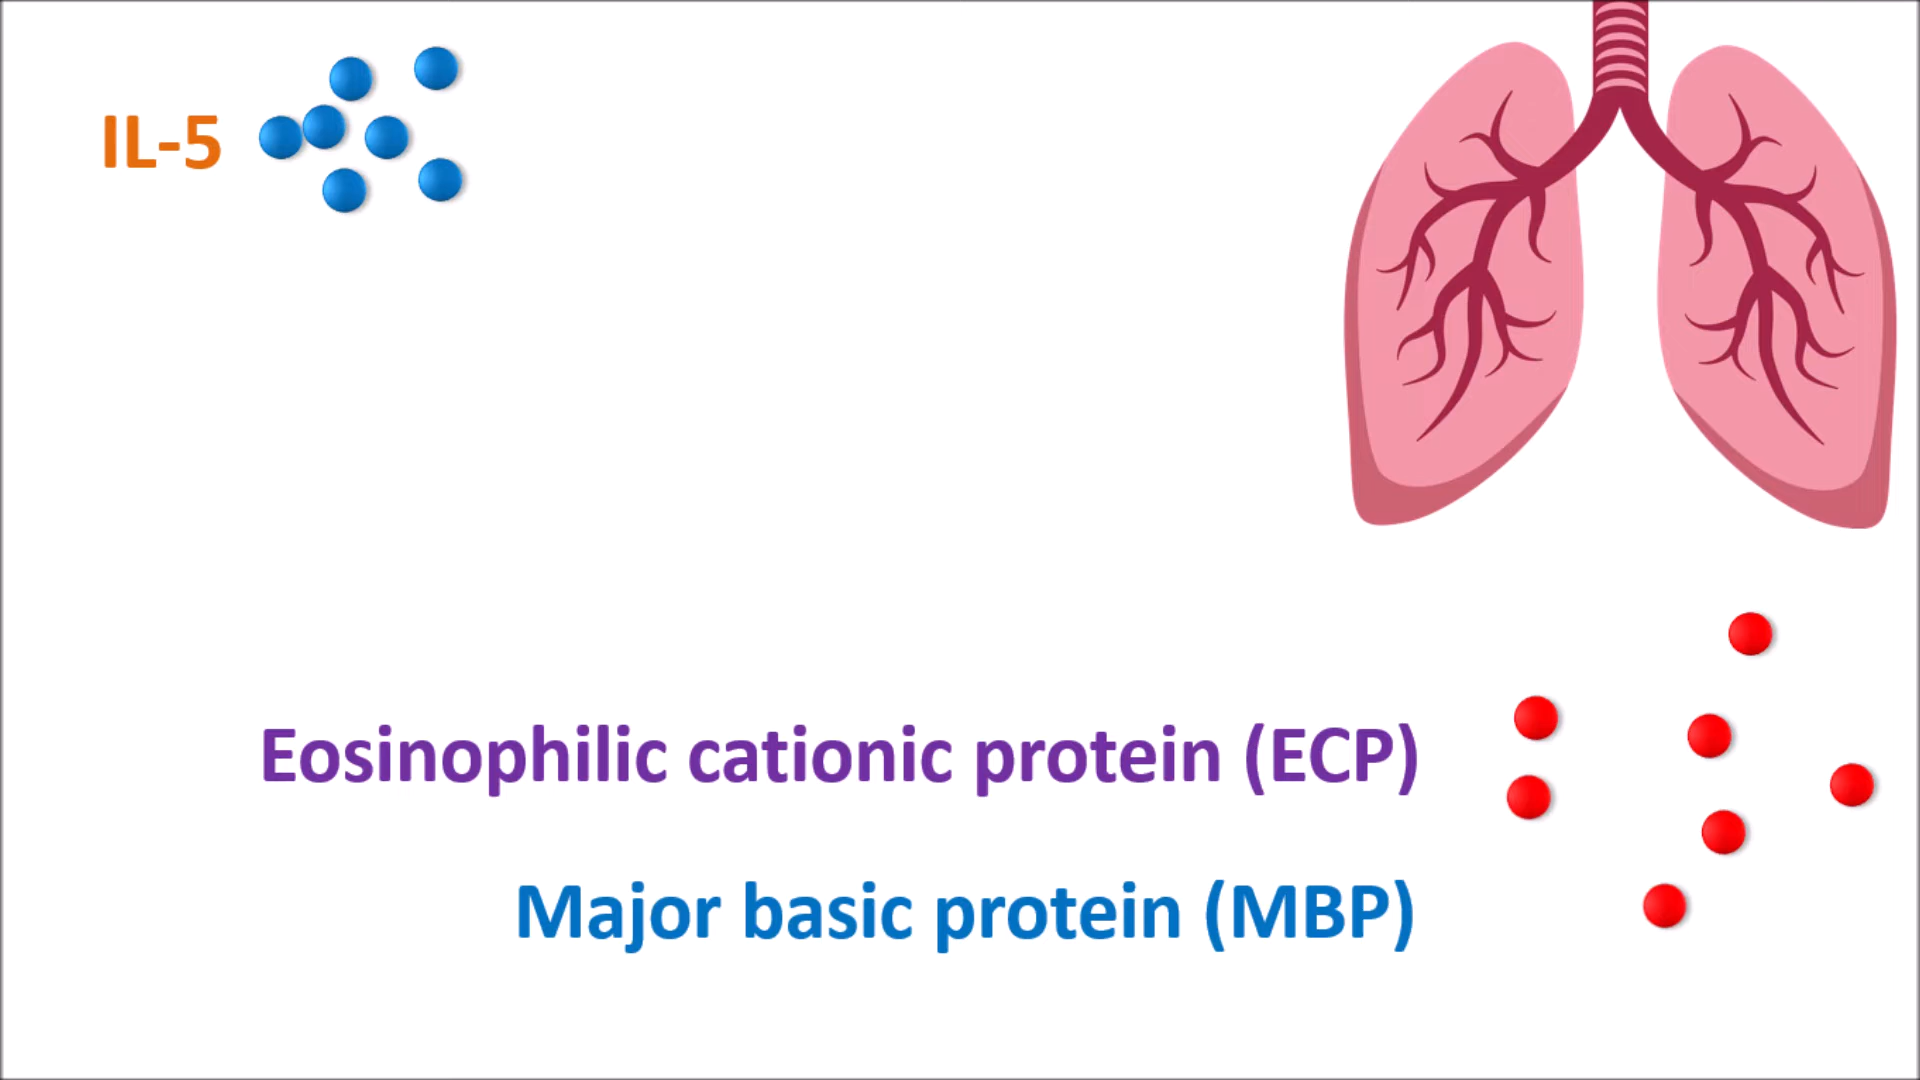 IL-5
Eosinophilic cationic protein (ECP)
Major basic protein (MBP)